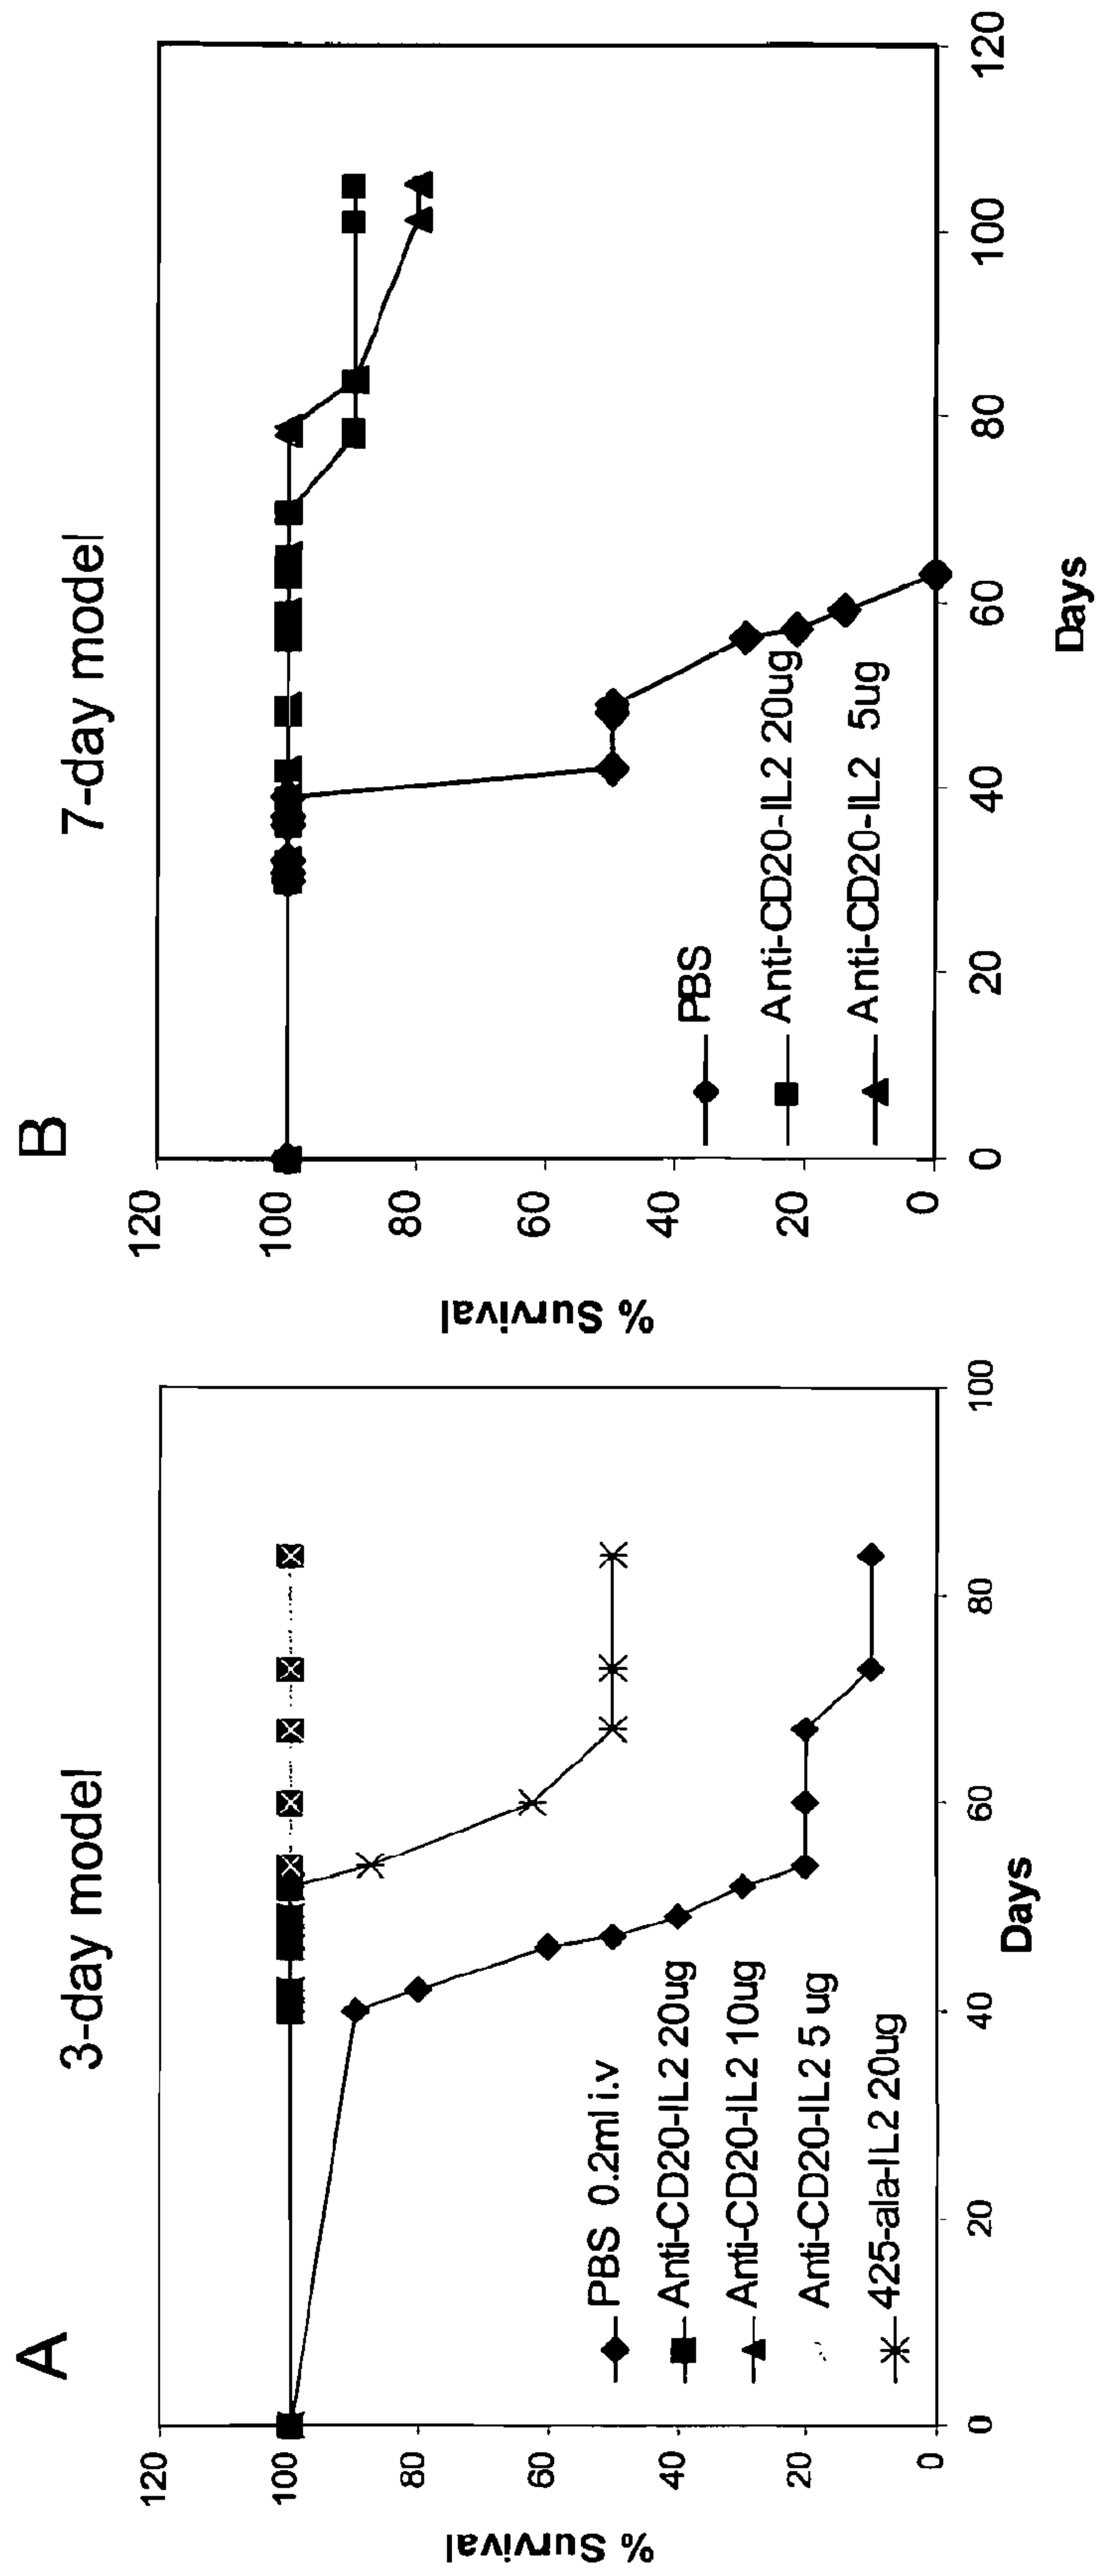 A
3-day model
% Survival
120
100
80
60
40
20
0
0
20
40
60
80
100
Days
PBS 0.2ml i.v
Anti-CD20-IL2 20ug
Anti-CD20-IL2 10ug
Anti-CD20-IL2 5 ug
425-ala-IL2 20ug
B
7-day model
% Survival
120
100
80
60
40
20
0
0
20
40
60
80
100
120
Days
PBS
Anti-CD20-IL2 20ug
Anti-CD20-IL2 5ug